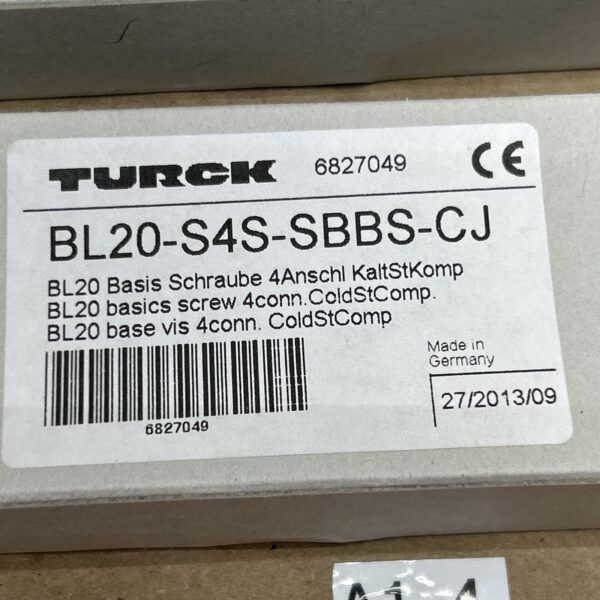 TURCK 6827049 CE
BL20-S4S-SBBS-CJ
BL20 Basis Schraube 4Anschl KaltStKomp
BL20 basics screw 4conn.ColdStComp.
BL20 base vis 4conn. ColdStComp
Made in
Germany
27/2013/09
6827049